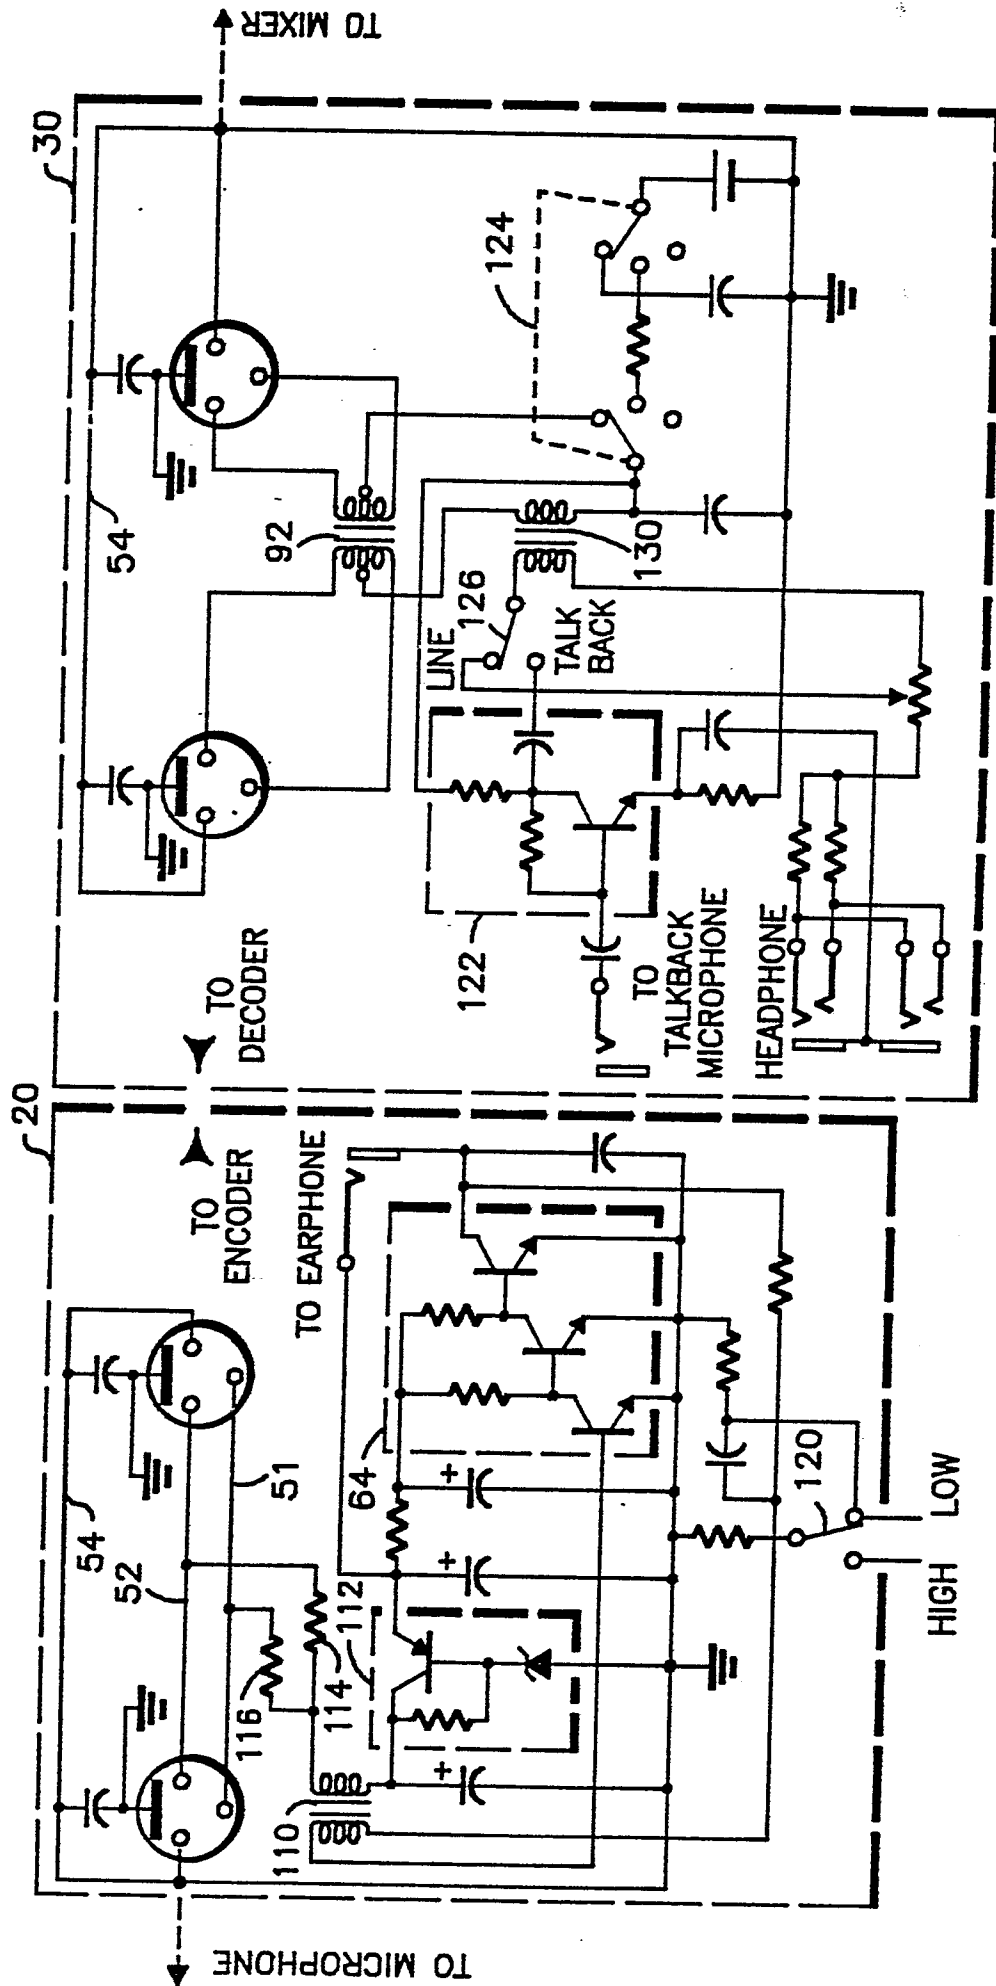 TO MICROPHONE
20
54
52
51
TO
ENCODER
116
114
110
112
64
+
+
+
TO EARPHONE
120
HIGH
LOW
30
TO MIXER
54
TO
DECODER
92
124
126
LINE
TALK
BACK
130
122
TO
TALKBACK
MICROPHONE
HEADPHONE